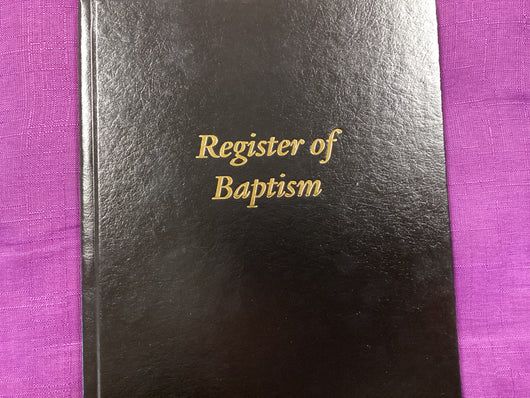 Register of
Baptism